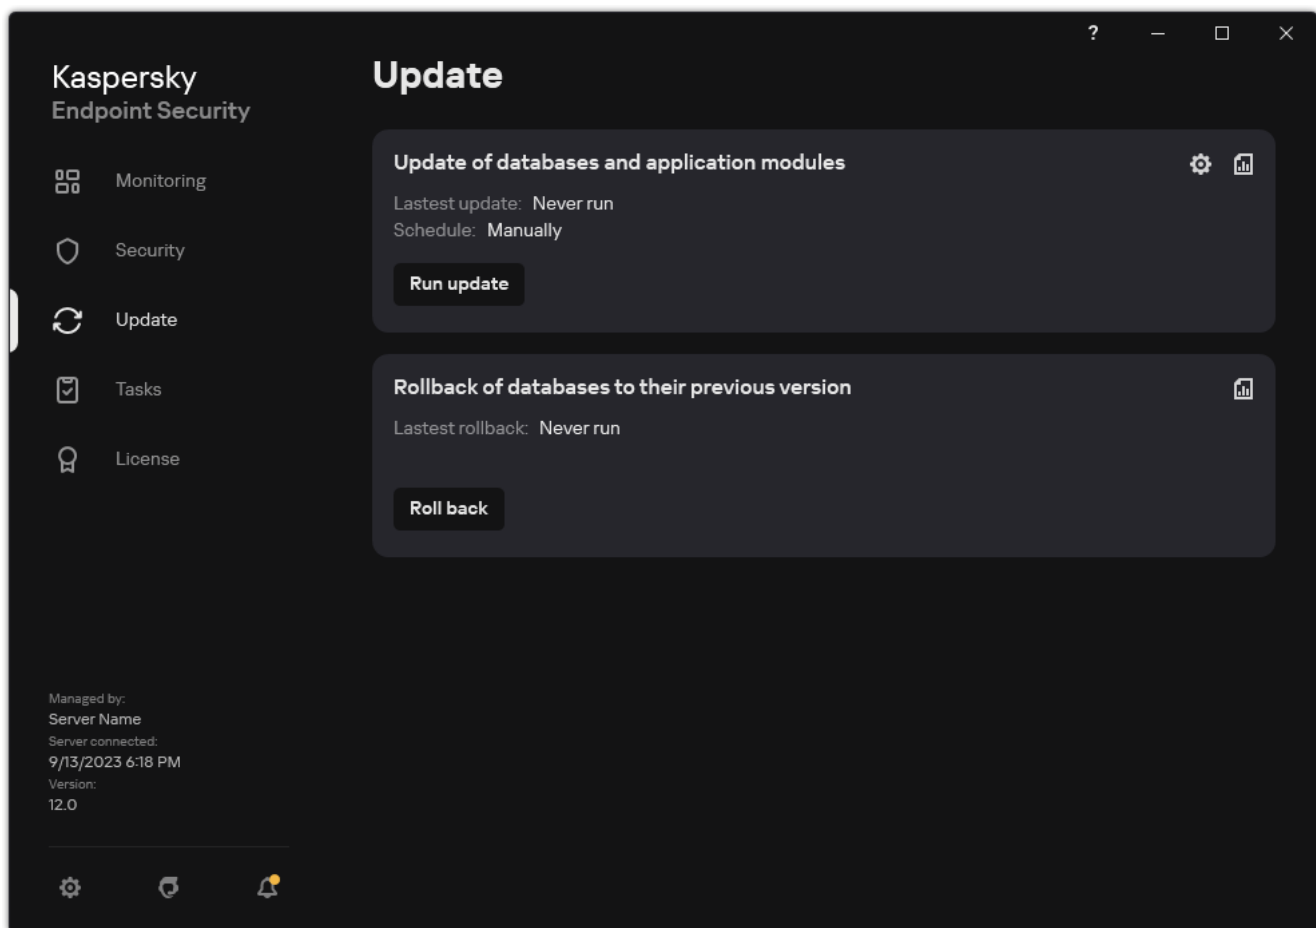 ?
Kaspersky
Endpoint Security
Monitoring
Security
Update
Tasks
License
Managed by:
Server Name
Server connected:
9/13/2023 6:18 PM
Version:
12.0
Update
Update of databases and application modules
Lastest update: Never run
Schedule: Manually
Run update
Rollback of databases to their previous version
Lastest rollback: Never run
Roll back